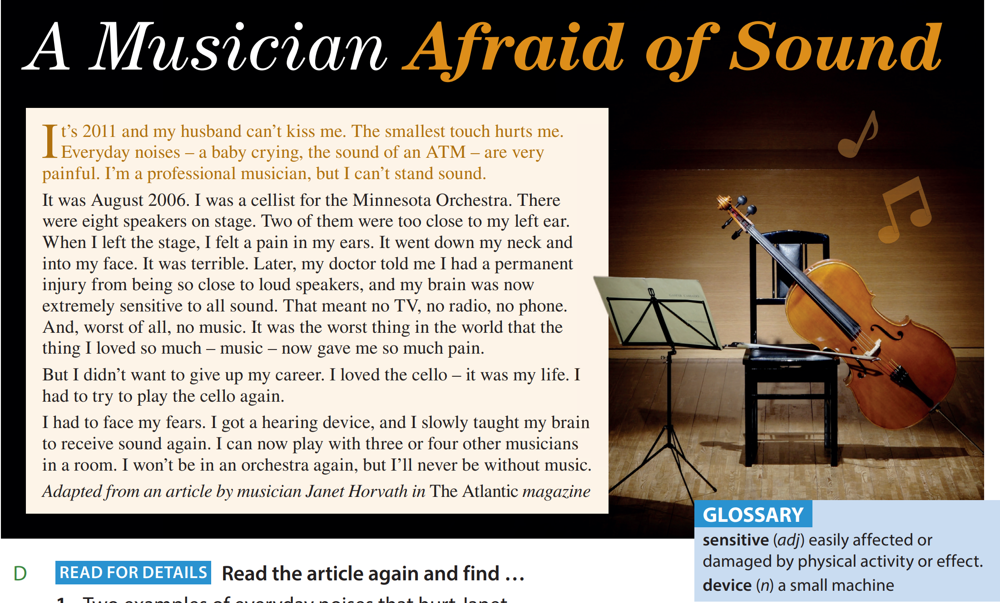 A Musician Afraid of Sound
It's 2011 and my husband can't kiss me. The smallest touch hurts me.
Everyday noises – a baby crying, the sound of an ATM – are very
painful. I'm a professional musician, but I can't stand sound.
It was August 2006. I was a cellist for the Minnesota Orchestra. There
were eight speakers on stage. Two of them were too close to my left ear.
When I left the stage, I felt a pain in my ears. It went down my neck and
into my face. It was terrible. Later, my doctor told me I had a permanent
injury from being so close to loud speakers, and my brain was now
extremely sensitive to all sound. That meant no TV, no radio, no phone.
And, worst of all, no music. It was the worst thing in the world that the
thing I loved so much – music – now gave me so much pain.
But I didn't want to give up my career. I loved the cello – it was my life. I
had to try to play the cello again.
I had to face my fears. I got a hearing device, and I slowly taught my brain
to receive sound again. I can now play with three or four other musicians
in a room. I won't be in an orchestra again, but I'll never be without music.
Adapted from an article by musician Janet Horvath in The Atlantic magazine
GLOSSARY
sensitive (adj) easily affected or
damaged by physical activity or effect.
device (n) a small machine
D READ FOR DETAILS Read the article again and find …
1 Two examples of everyday noises that hurt Janet